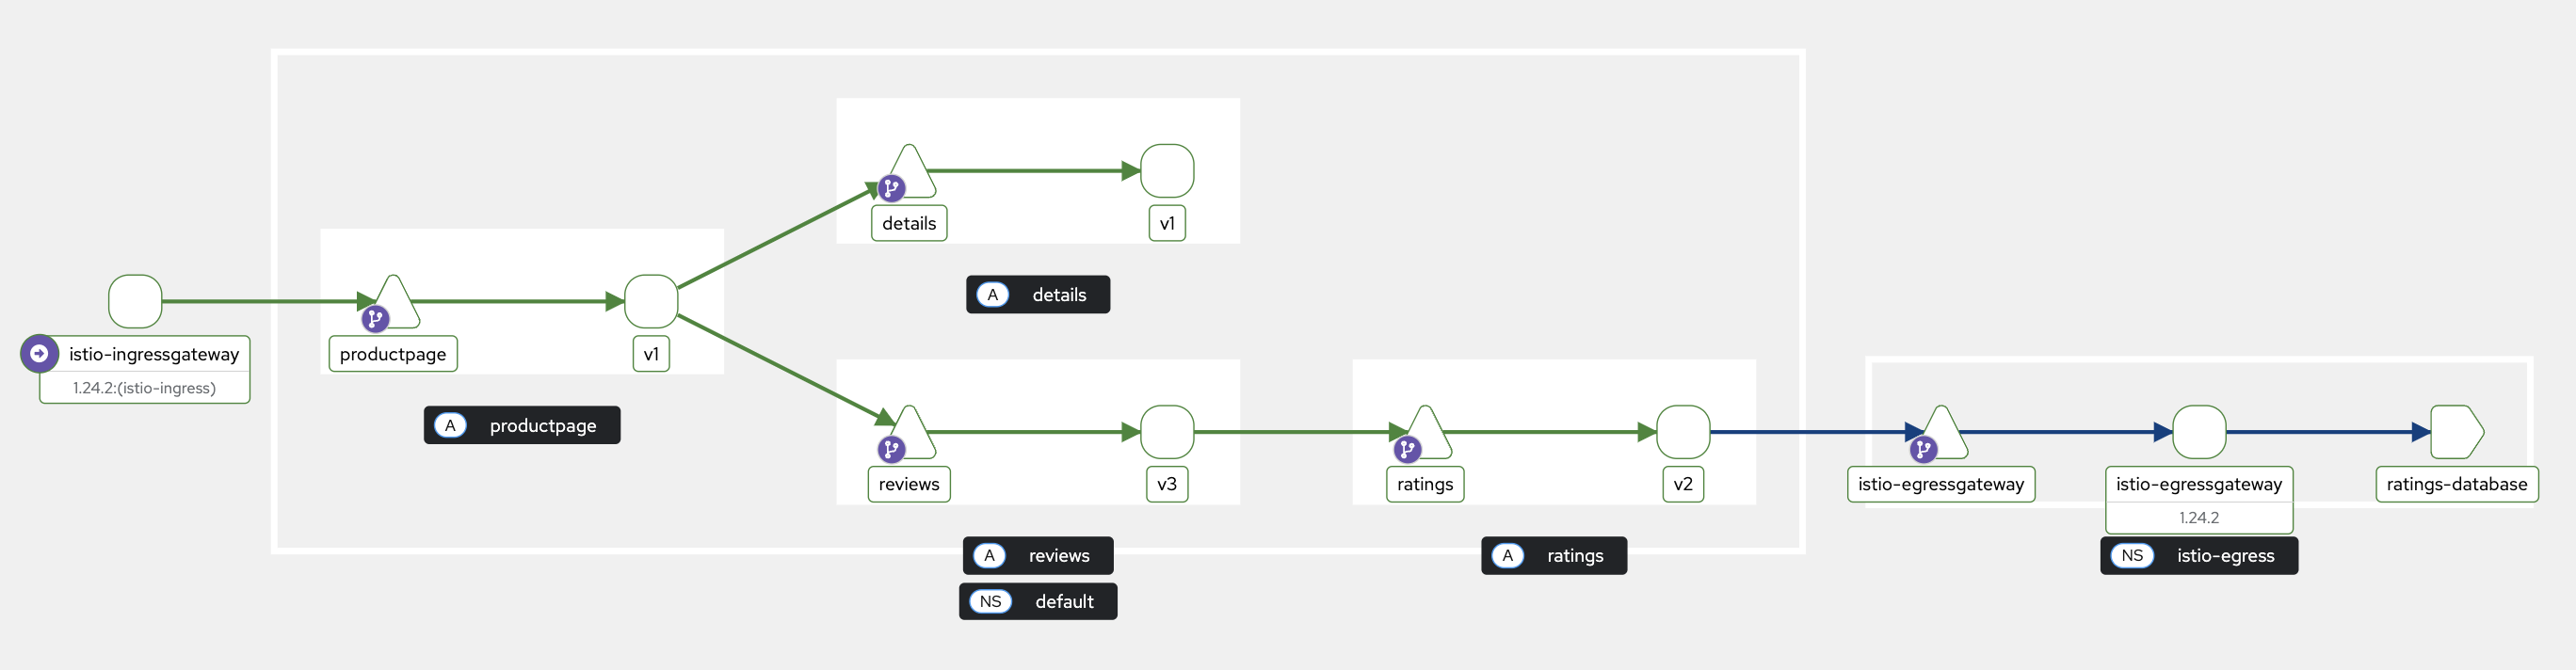 istio-ingressgateway
1.24.2:(istio-ingress)
productpage
v1
A productpage
details
v1
A details
reviews
v3
A reviews
NS default
ratings
v2
A ratings
istio-egressgateway
istio-egressgateway
1.24.2
NS istio-egress
ratings-database